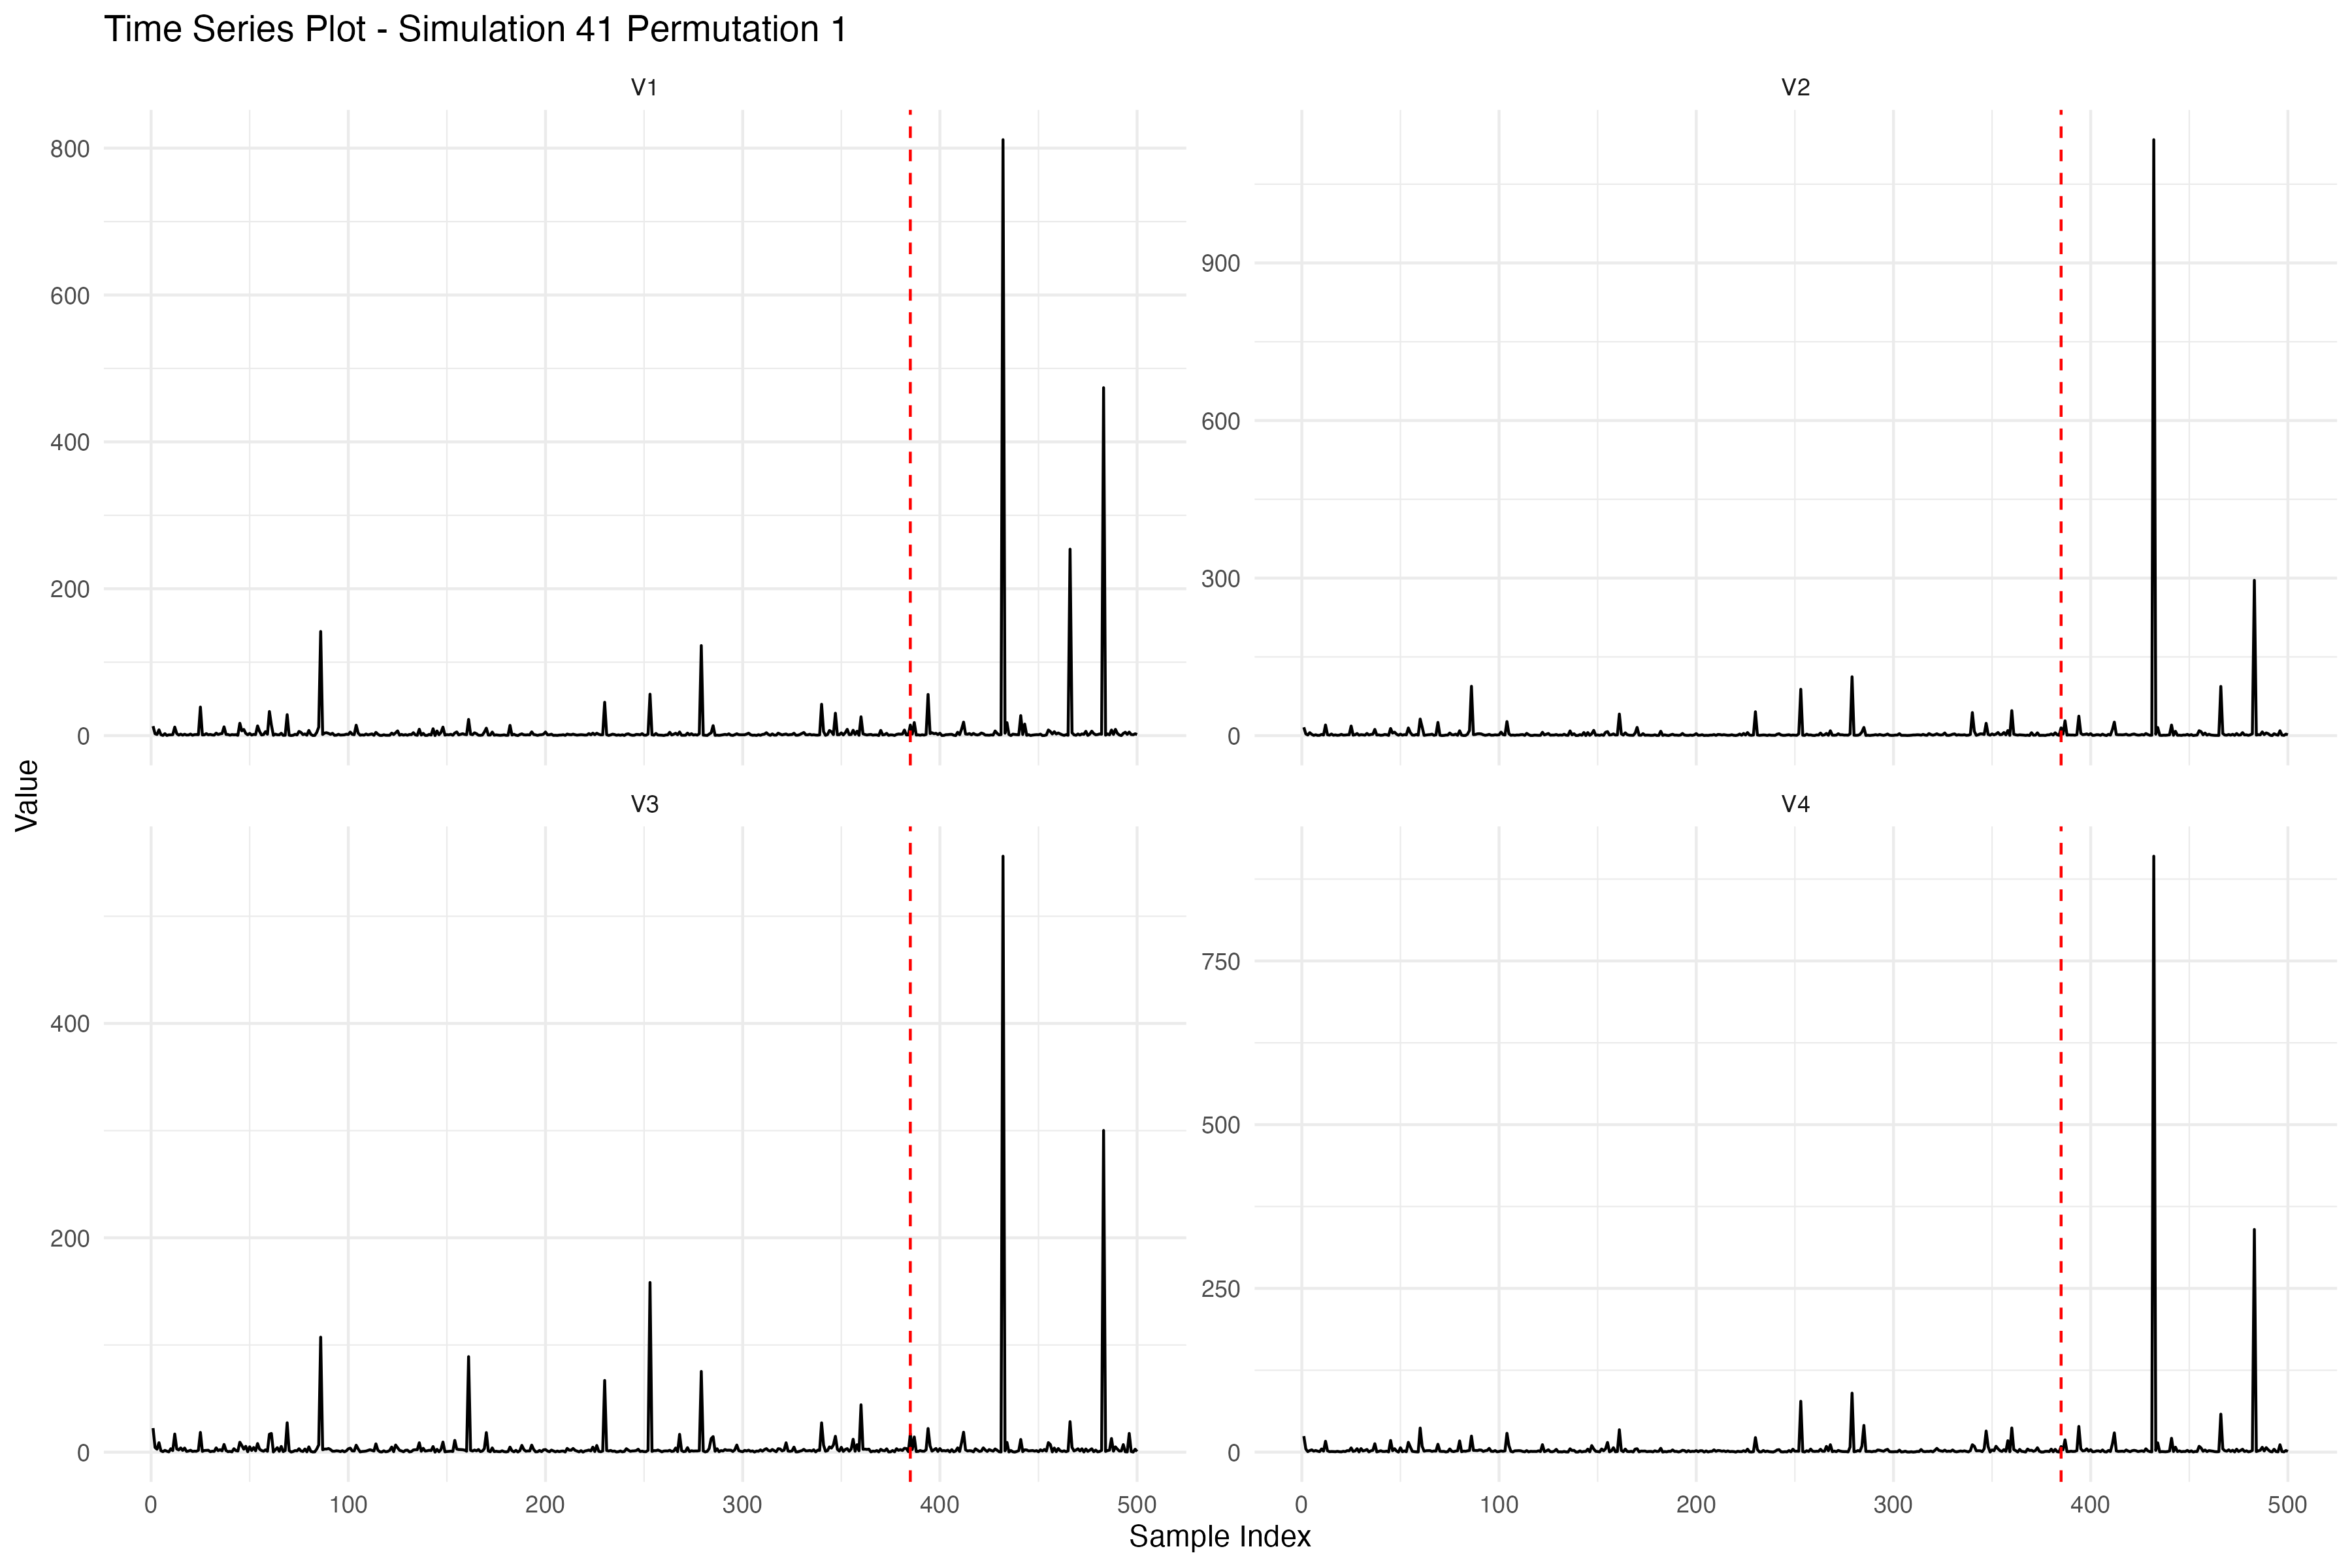 Time Series Plot - Simulation 41 Permutation 1
V1
V2
800
600
400
200
0
900
600
300
0
Value
V3
V4
400
200
0
750
500
250
0
0 100 200 300 400 500
0 100 200 300 400 500
Sample Index